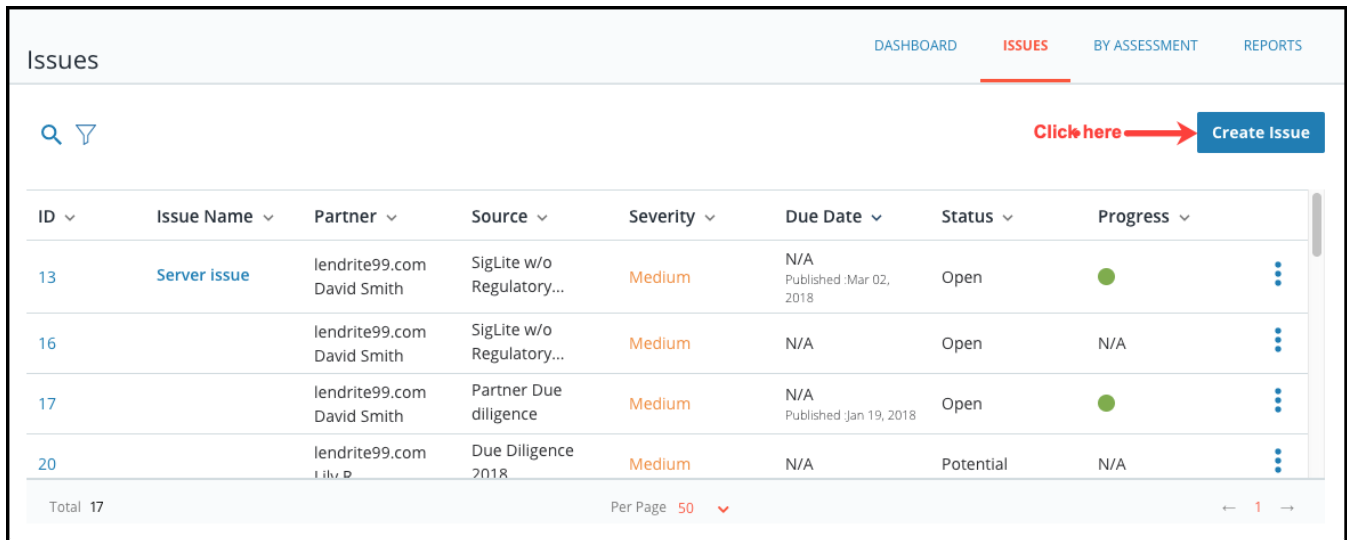 Issues
DASHBOARD ISSUES BY ASSESSMENT REPORTS
Click here
Create Issue
ID Issue Name Partner Source Severity Due Date Status Progress
13 Server issue lendrite99.com David Smith SigLite w/o Regulatory... Medium N/A Published :Mar 02, 2018 Open
16 lendrite99.com David Smith SigLite w/o Regulatory... Medium N/A Open N/A
17 lendrite99.com David Smith Partner Due diligence Medium N/A Published :Jan 19, 2018 Open
20 lendrite99.com Lily R Due Diligence 2018 Medium N/A Potential N/A
Total 17 Per Page 50 ← 1 →